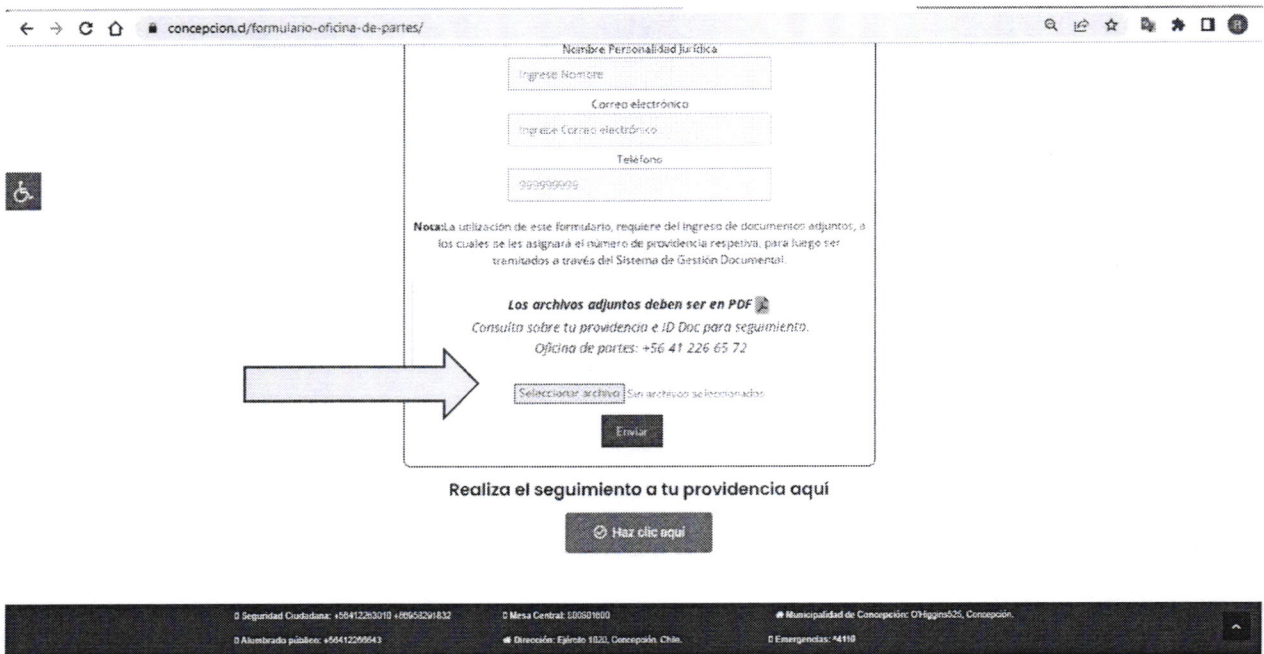 concepcion.cl/formulario-oficina-de-partes/
R
Nombre Personalidad Jurídica
Ingrese Nombre
Correo electrónico
Ingrese Correo electrónico
Teléfono
999999999
Nota:La utilización de este formulario, requiere del ingreso de documentos adjuntos, a
los cuales se les asignará el número de providencia respetiva, para luego ser
tramitados a través del Sistema de Gestión Documental.
Los archivos adjuntos deben ser en PDF
Consulta sobre tu providencia e ID Doc para seguimiento.
Oficina de partes: +56 41 226 65 72
Seleccionar archivo Sin archivos seleccionados
Enviar
Realiza el seguimiento a tu providencia aquí
Haz clic aquí
Seguridad Ciudadana:
Mesa Central:
Municipalidad de Concepción: O'Higgins525, Concepción.
Alumbrado público:
Dirección: Ejército 1020, Concepción, Chile.
Emergencias: *4110